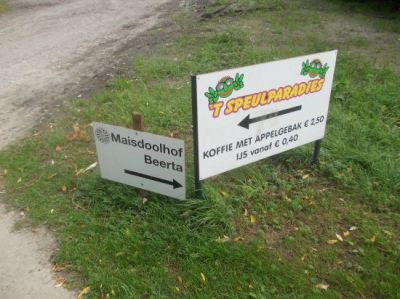 Maisdoolhof
Beerta
'T SPEULPARADIES
KOFFIE MET APPELGEBAK € 2,50
IJS vanaf € 0,40